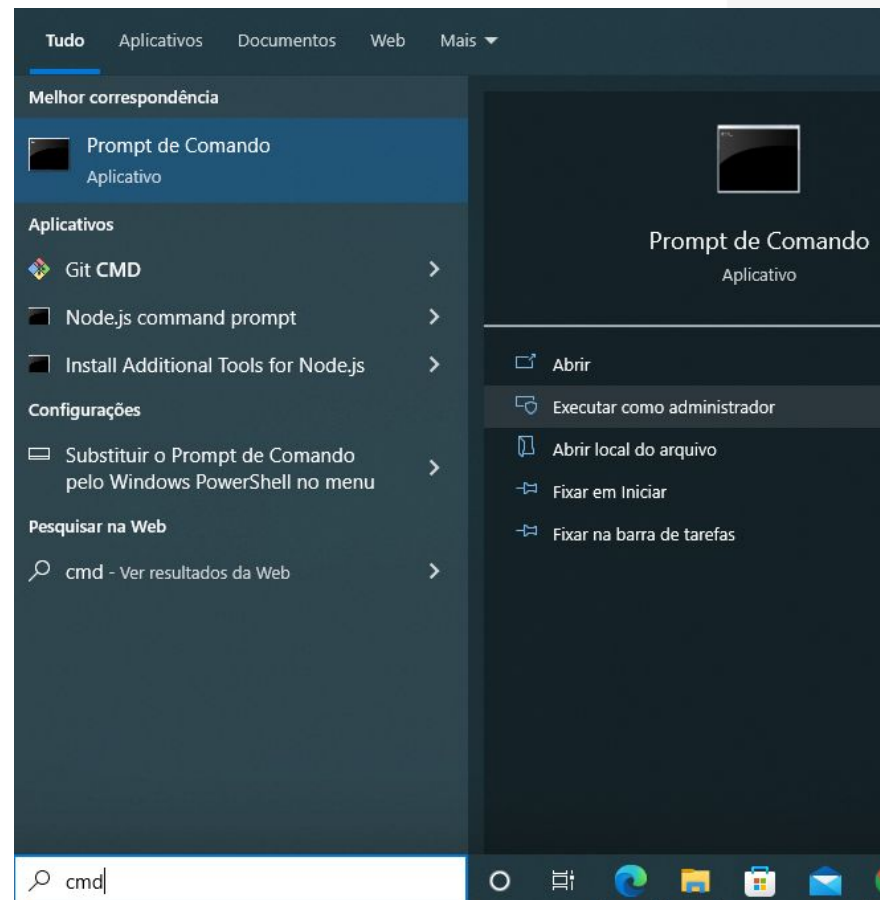 Tudo Aplicativos Documentos Web Mais
Melhor correspondência
Prompt de Comando
Aplicativo
Aplicativos
Git CMD
Node.js command prompt
Install Additional Tools for Node.js
Configurações
Substituir o Prompt de Comando
pelo Windows PowerShell no menu
Pesquisar na Web
cmd - Ver resultados da Web
cmd
Prompt de Comando
Aplicativo
Abrir
Executar como administrador
Abrir local do arquivo
Fixar em Iniciar
Fixar na barra de tarefas